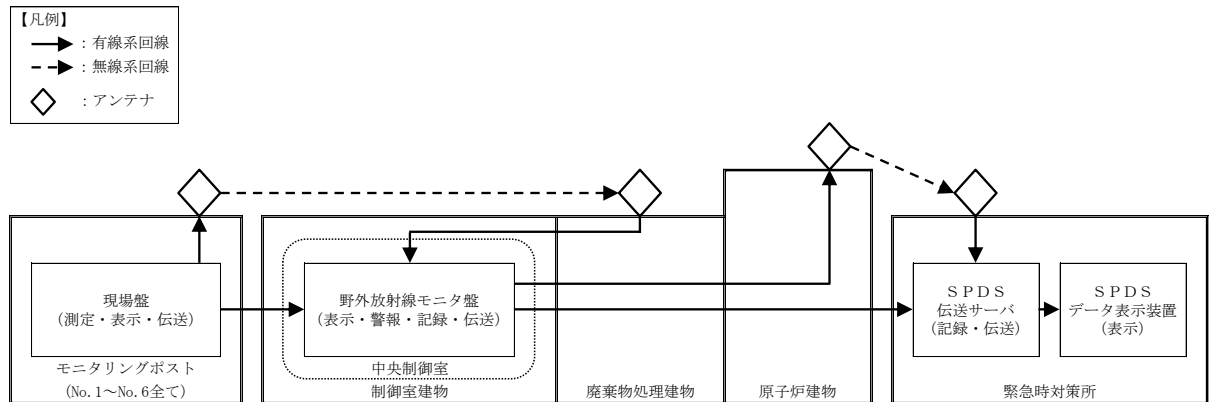 【凡例】
：有線系回線
：無線系回線
：アンテナ
現場盤
(測定・表示・伝送)
モニタリングポスト
(No.1～No.6全て)
野外放射線モニタ盤
(表示・警報・記録・伝送)
中央制御室
制御室建物
廃棄物処理建物
原子炉建物
ＳＰＤＳ
伝送サーバ
(記録・伝送)
ＳＰＤＳ
データ表示装置
(表示)
緊急時対策所